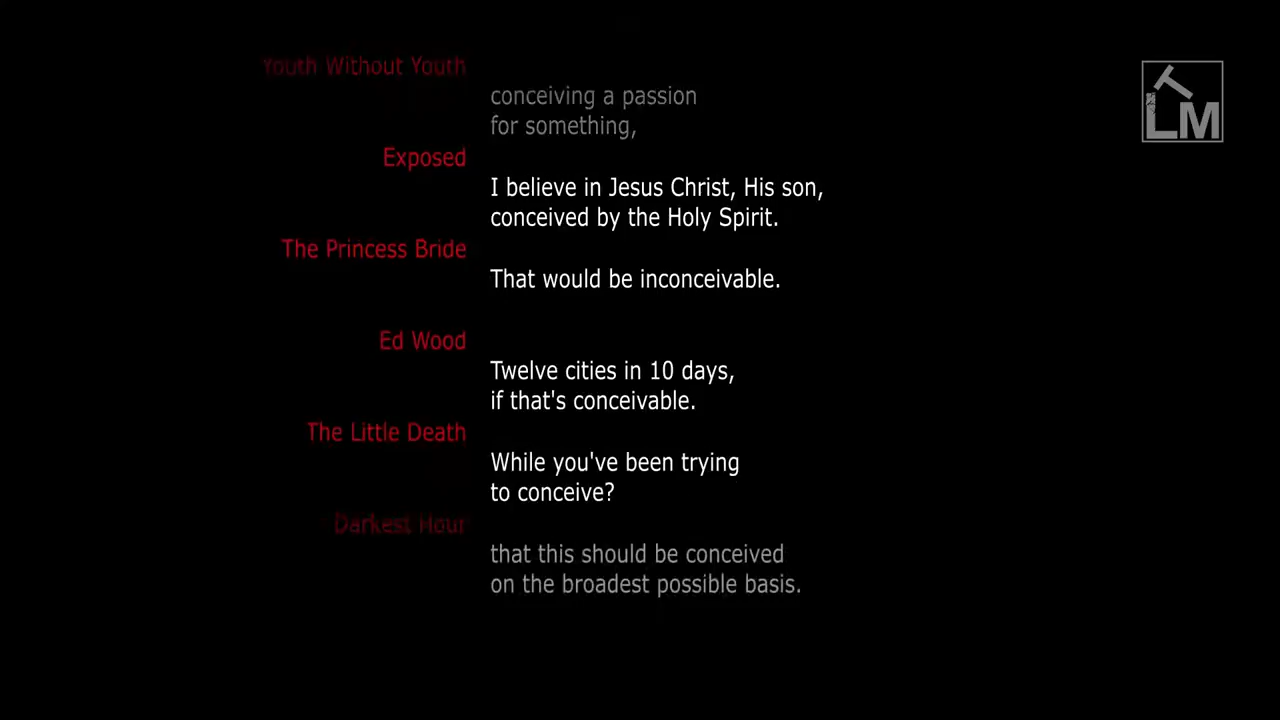 Youth Without Youth
conceiving a passion
for something,
Exposed
I believe in Jesus Christ, His son,
conceived by the Holy Spirit.
The Princess Bride
That would be inconceivable.
Ed Wood
Twelve cities in 10 days,
if that's conceivable.
The Little Death
While you've been trying
to conceive?
Darkest Hour
that this should be conceived
on the broadest possible basis.
TLM